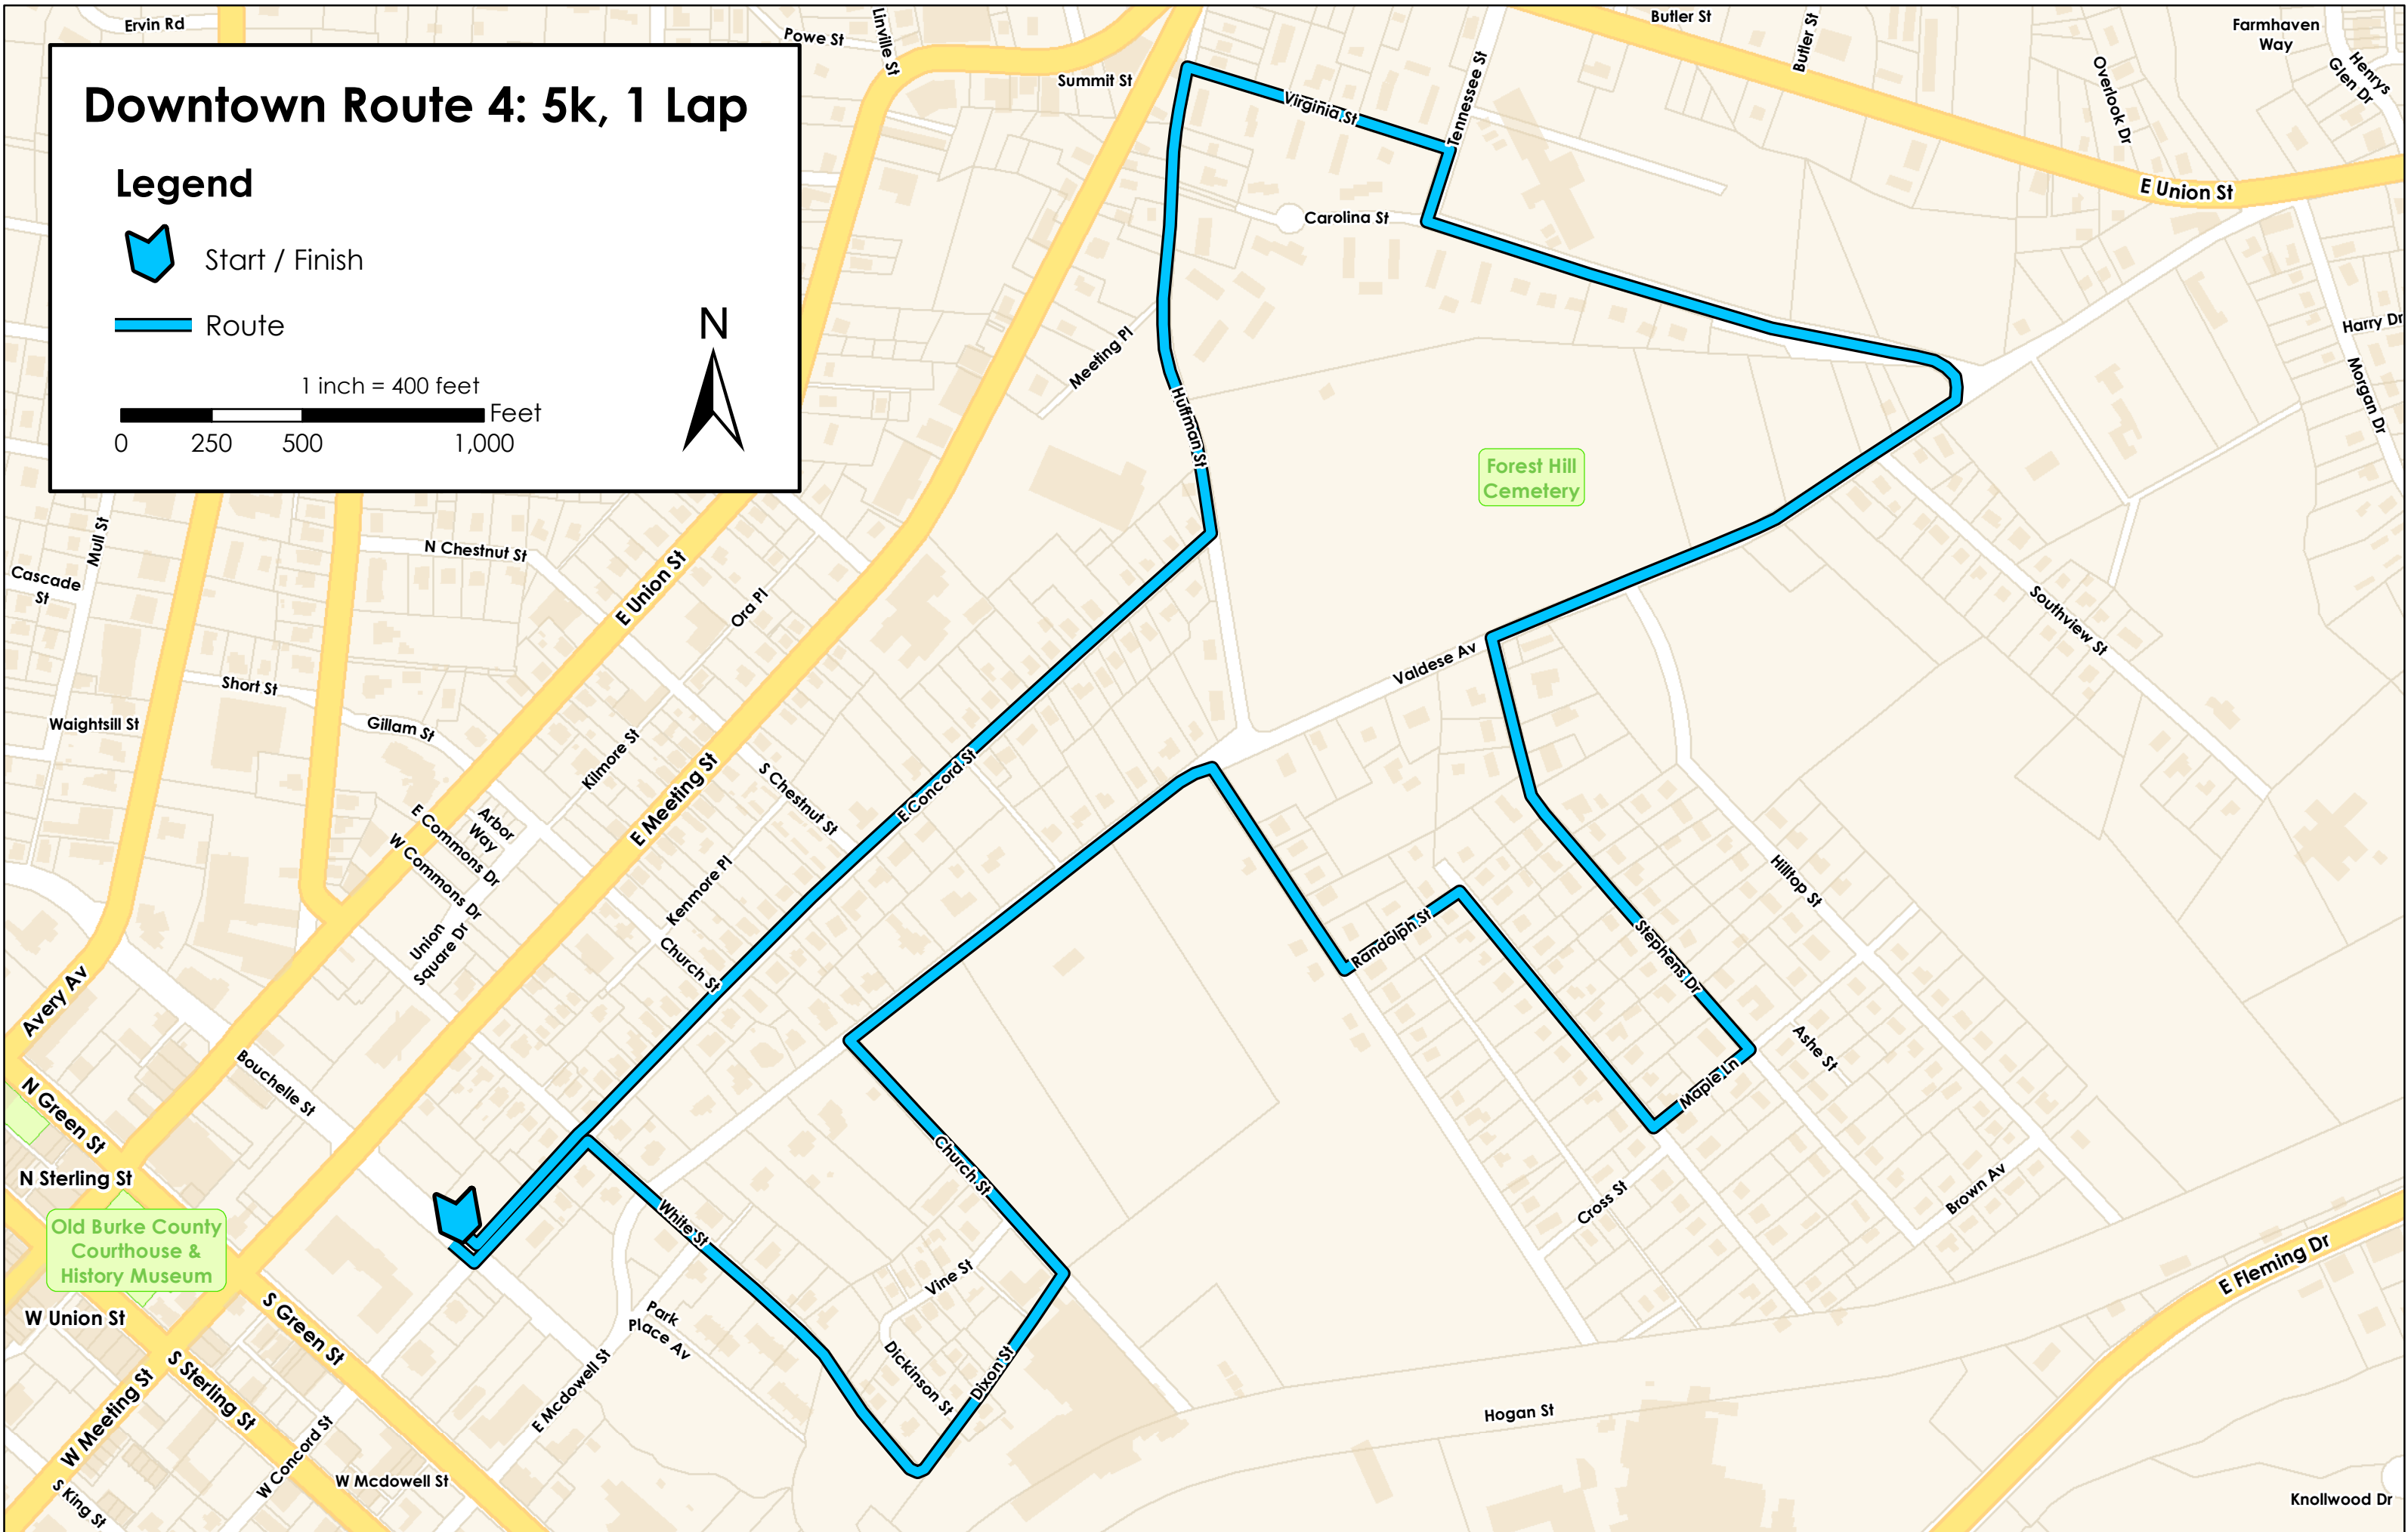 Ervin Rd
Powe St
Linville St
Summit St
Butler St
Butler St
Overlook Dr
Farmhaven
Way
Henrys
Glen Dr
Downtown Route 4: 5k, 1 Lap
Legend
Start / Finish
Route
1 inch = 400 feet
Feet
0
250
500
1,000
N
Virginia St
Tennessee St
Carolina St
E Union St
Harry Dr
Morgan Dr
Meeting Pl
Huffman St
Forest Hill
Cemetery
Mull St
Cascade
St
N Chestnut St
E Union St
Ora Pl
Southview St
Short St
Waightsill St
Gillam St
Kilmore St
Valdese Av
E Meeting St
S Chestnut St
E Concord St
Arbor
Way
E Commons Dr
W Commons Dr
Kenmore Pl
Union
Square Dr
Church St
Hilltop St
Randolph St
Stephens Dr
Avery Av
Bouchelle St
Ashe St
Maple Ln
N Green St
N Sterling St
Church St
White St
Cross St
Brown Av
Old Burke County
Courthouse &
History Museum
Vine St
E Fleming Dr
W Union St
S Green St
Park
Place Av
Dickinson St
Dixon St
E Mcdowell St
S Sterling St
W Meeting St
W Concord St
Hogan St
W Mcdowell St
S King St
Knollwood Dr